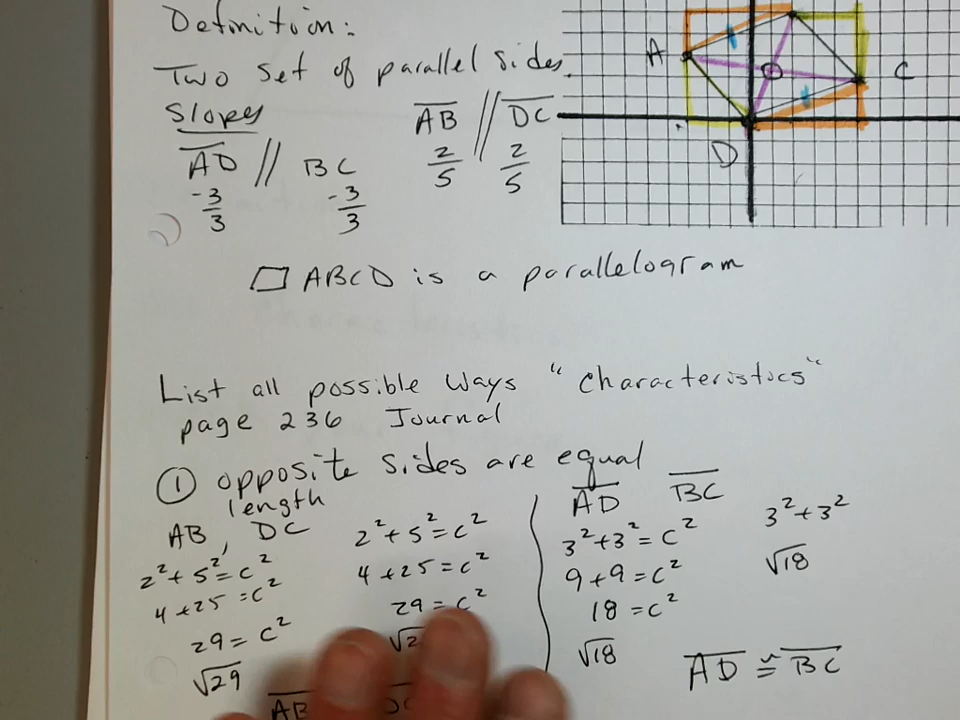 Definition:
Two set of parallel sides.
Slopes
AD // BC
-3/3 -3/3
AB // DC
2/5 2/5
A
C
D
▱ ABCD is a parallelogram
List all possible Ways "characteristics"
page 236 Journal
① opposite sides are equal
length
AB, DC
2²+5²=c²
4+25=c²
29=c²
√29
2²+5²=c²
4+25=c²
29=c²
AB
AD BC
3²+3²=c²
9+9=c²
18=c²
√18
3²+3²
√18
AD ≅ BC